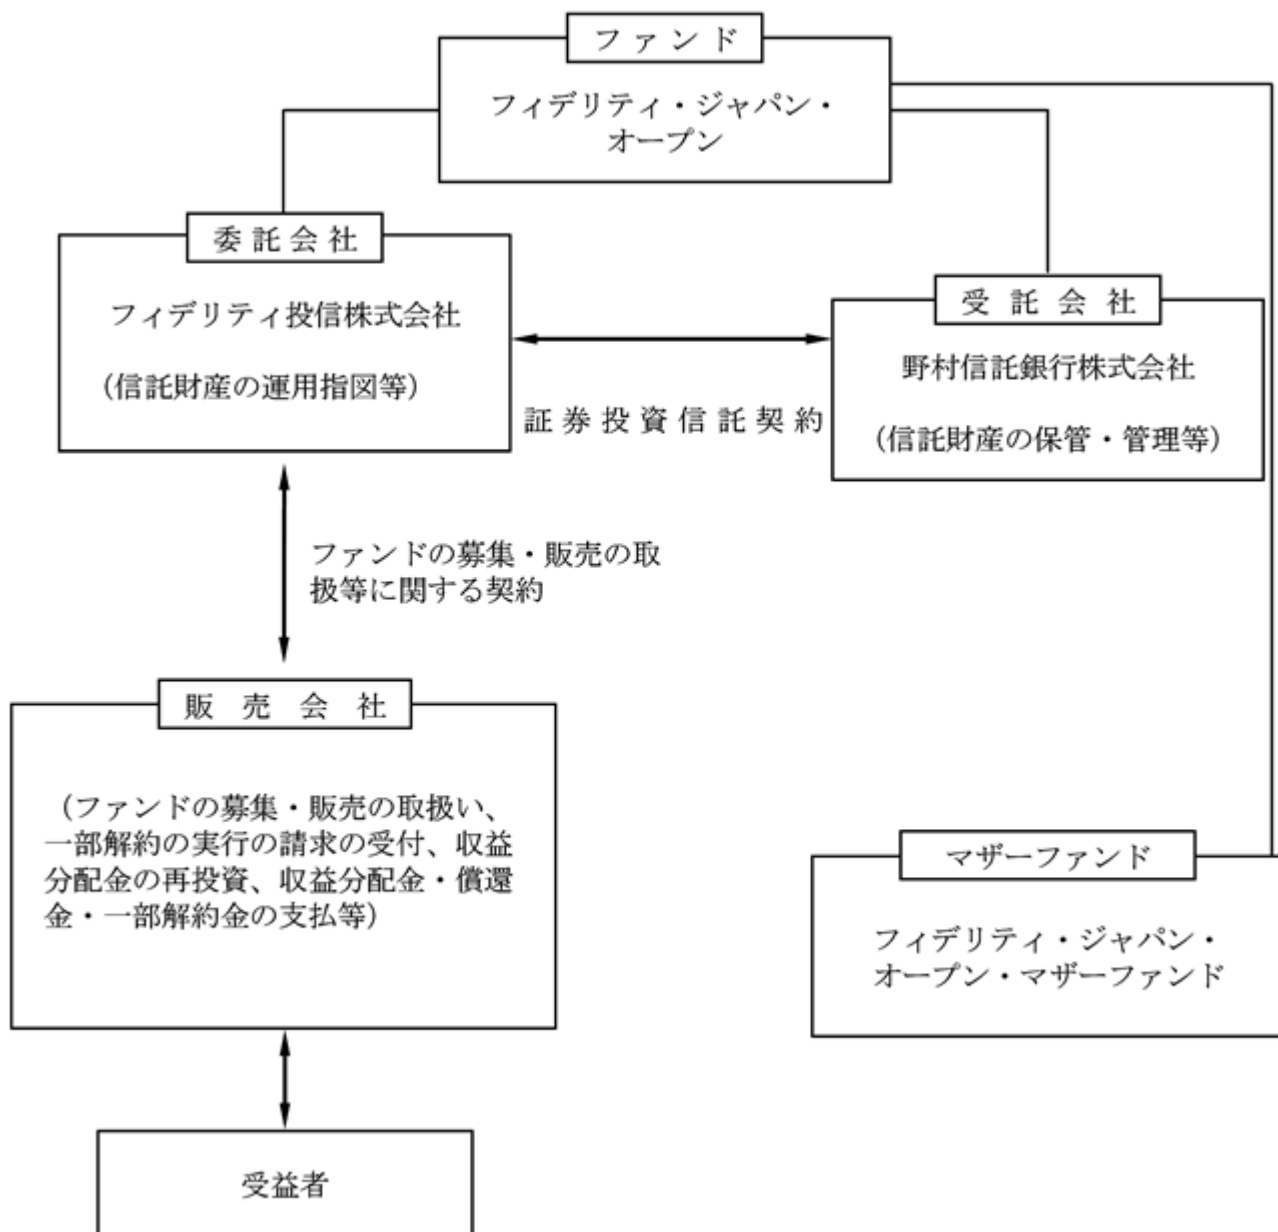 ファンド
フィデリティ・ジャパン・
オープン
委託会社
フィデリティ投信株式会社
（信託財産の運用指図等）
受託会社
野村信託銀行株式会社
（信託財産の保管・管理等）
証券投資信託契約
ファンドの募集・販売の取
扱等に関する契約
販売会社
（ファンドの募集・販売の取扱い、
一部解約の実行の請求の受付、収益
分配金の再投資、収益分配金・償還
金・一部解約金の支払等）
マザーファンド
フィデリティ・ジャパン・
オープン・マザーファンド
受益者